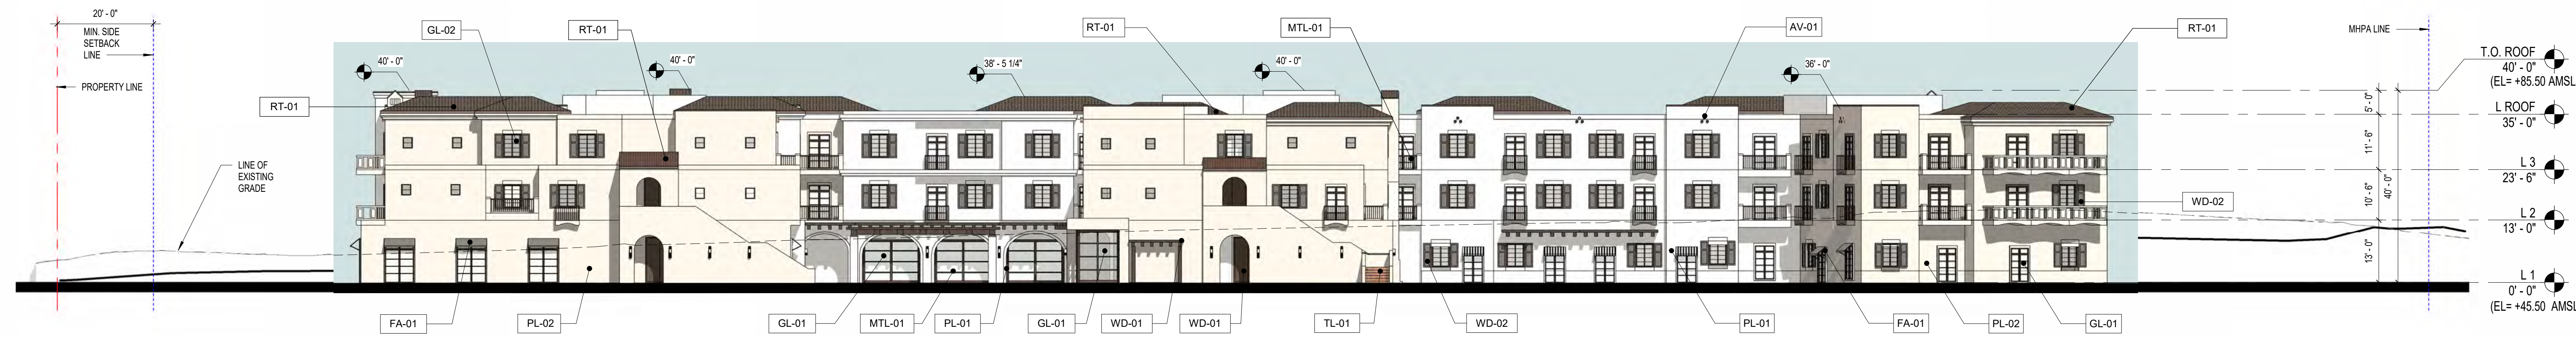 20' - 0"
MIN. SIDE
SETBACK
LINE
PROPERTY LINE
GL-02
RT-01
RT-01
MTL-01
AV-01
RT-01
MHPA LINE
T.O. ROOF
40' - 0"
(EL= +85.50 AMSL
40' - 0"
40' - 0"
38' - 5 1/4"
40' - 0"
36' - 0"
RT-01
5' - 0"
L ROOF
35' - 0"
11' - 6"
LINE OF
EXISTING
GRADE
L 3
23' - 6"
10' - 6"
40' - 0"
WD-02
L 2
13' - 0"
13' - 0"
L 1
0' - 0"
(EL= +45.50 AMSL
FA-01
PL-02
GL-01
MTL-01
PL-01
GL-01
WD-01
WD-01
TL-01
WD-02
PL-01
FA-01
PL-02
GL-01